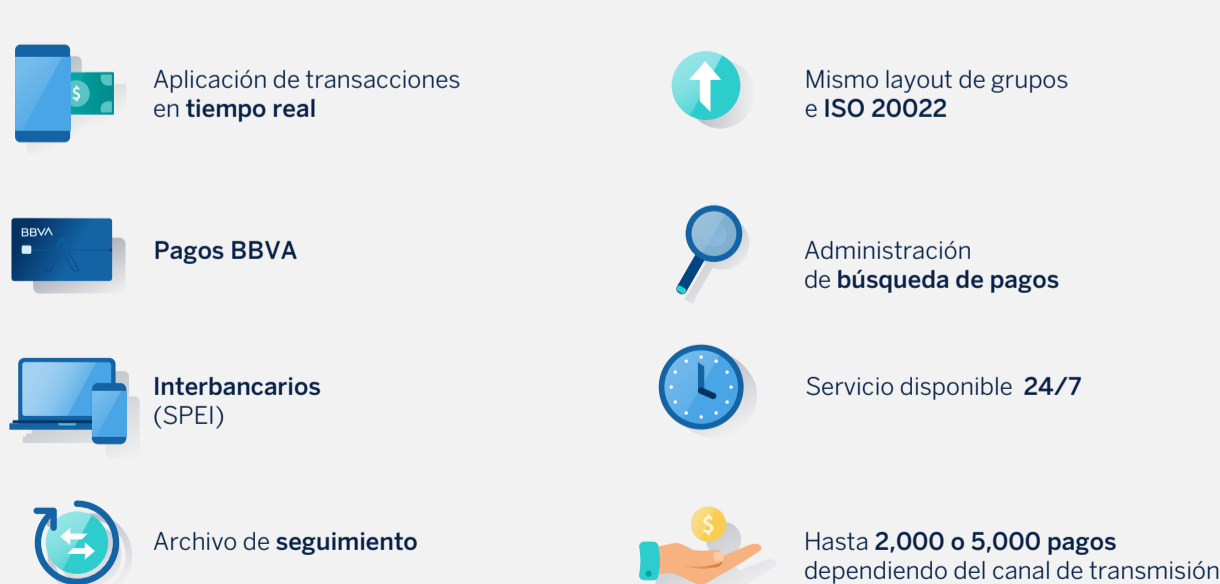 Aplicación de transacciones
en tiempo real
Mismo layout de grupos
e ISO 20022
BBVA
Pagos BBVA
Administración
de búsqueda de pagos
Interbancarios
(SPEI)
Servicio disponible 24/7
Archivo de seguimiento
Hasta 2,000 o 5,000 pagos
dependiendo del canal de transmisión
$
$